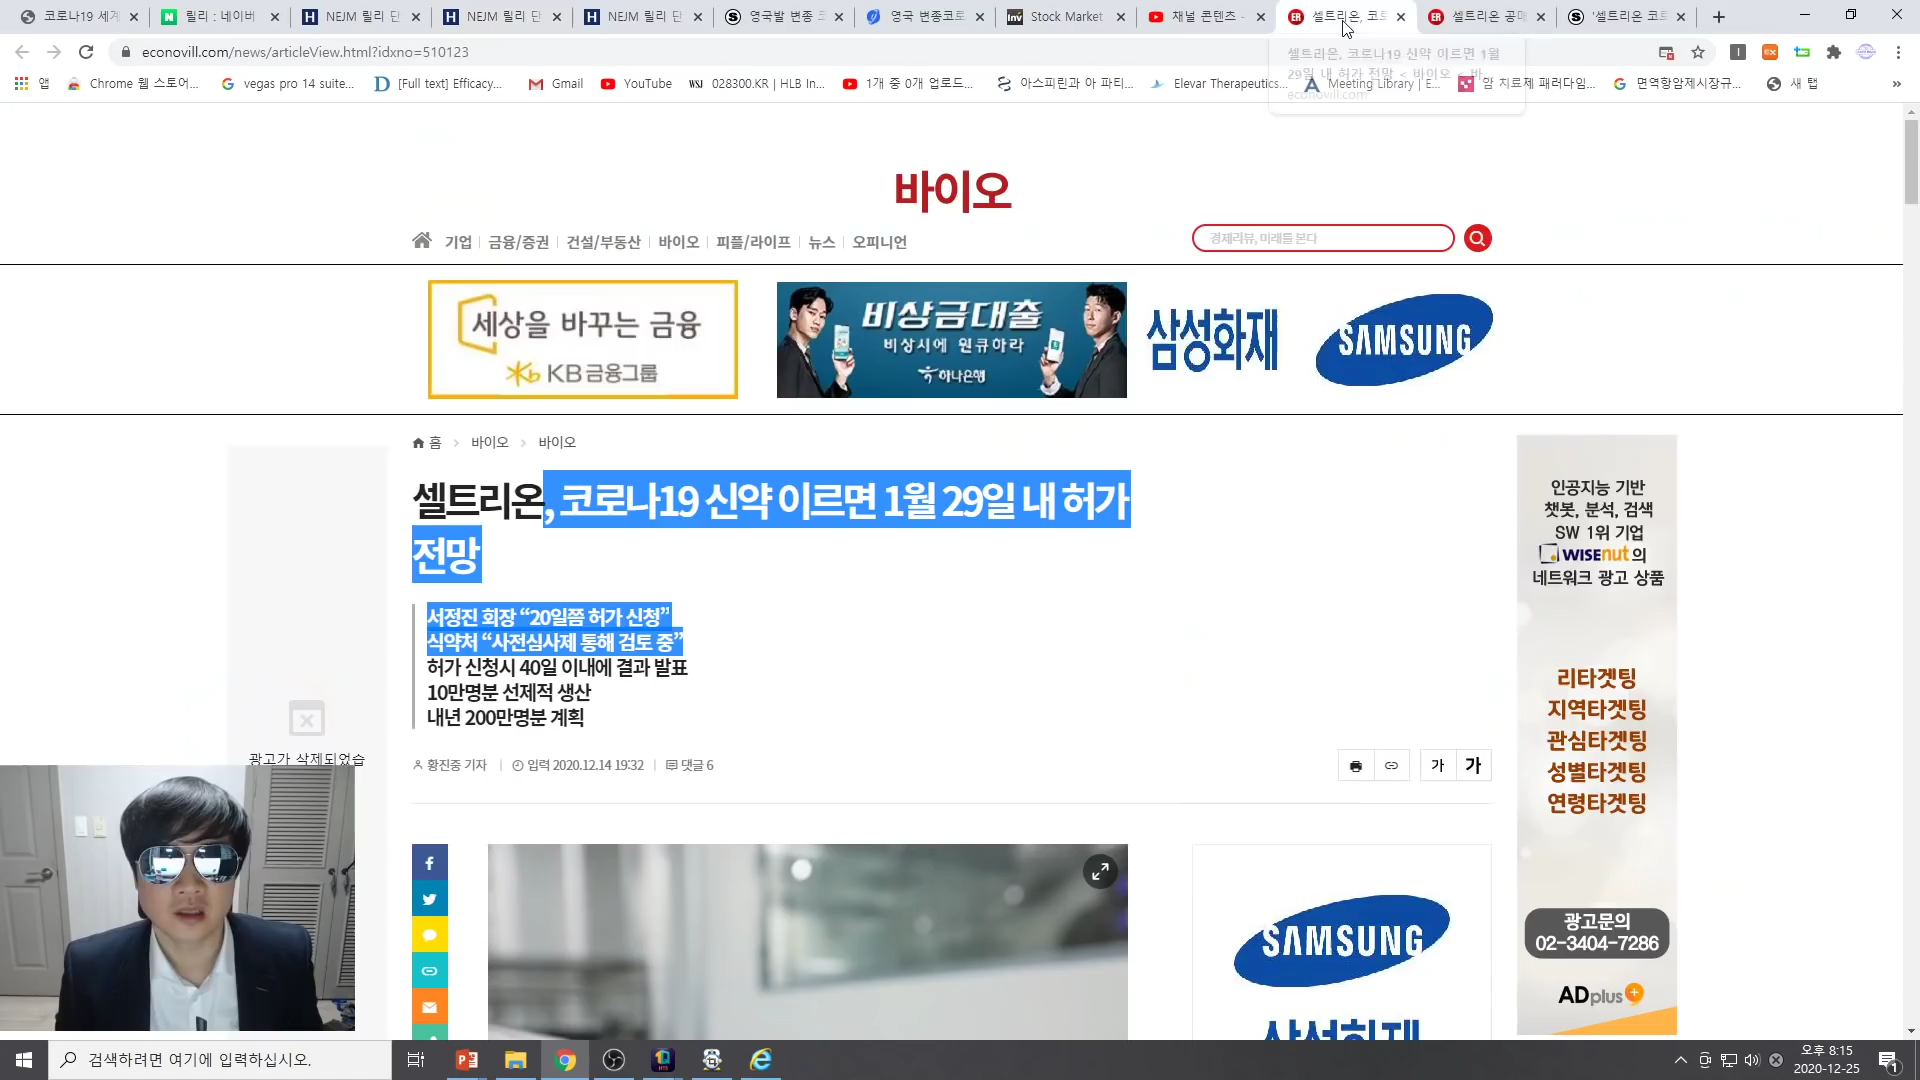 코로나19 세계
릴리 : 네이버
NEJM 릴리 단
NEJM 릴리 단
NEJM 릴리 단
영국발 변종 코
영국 변종코로
Stock Market
채널 콘텐츠 -
셀트리온, 코로
셀트리온 공매
'셀트리온 코로
econovill.com/news/articleView.html?idxno=510123
셀트리온, 코로나19 신약 이르면 1월
29일 내 허가 전망 < 바이오 < 바
econovill.com
앱
Chrome 웹 스토어...
vegas pro 14 suite...
[Full text] Efficacy...
Gmail
YouTube
WSJ
028300.KR | HLB In...
1개 중 0개 업로드...
아스피린과 아 파티...
Elevar Therapeutics...
Meeting Library | E...
암 치료제 패러다임...
면역항암제시장규...
새 탭
바이오
기업
금융/증권
건설/부동산
바이오
피플/라이프
뉴스
오피니언
경제리뷰, 미래를 본다
세상을 바꾸는 금융
KB금융그룹
비상금대출
비상시에 원큐하라
하나은행
삼성화재
SAMSUNG
홈
바이오
바이오
셀트리온, 코로나19 신약 이르면 1월 29일 내 허가
전망
서정진 회장 “20일쯤 허가 신청”
식약처 “사전심사제 통해 검토 중”
허가 신청시 40일 이내에 결과 발표
10만명분 선제적 생산
내년 200만명분 계획
황진중 기자
입력 2020.12.14 19:32
댓글 6
가
가
광고가 삭제되었습
인공지능 기반
챗봇, 분석, 검색
SW 1위 기업
WISEnut의
네트워크 광고 상품
리타겟팅
지역타겟팅
관심타겟팅
성별타겟팅
연령타겟팅
광고문의
02-3404-7286
ADplus
SAMSUNG
삼성화재
검색하려면 여기에 입력하십시오.
오후 8:15
2020-12-25
1